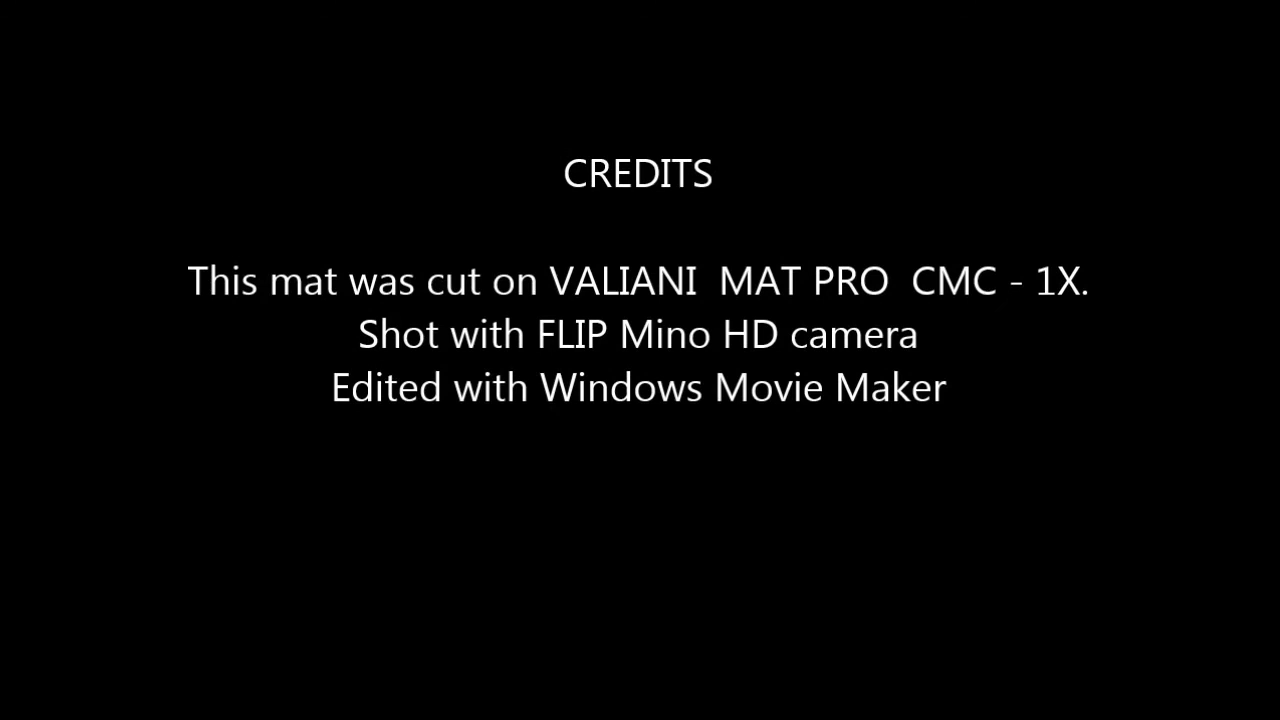 CREDITS
This mat was cut on VALIANI  MAT PRO  CMC - 1X.
Shot with FLIP Mino HD camera
Edited with Windows Movie Maker